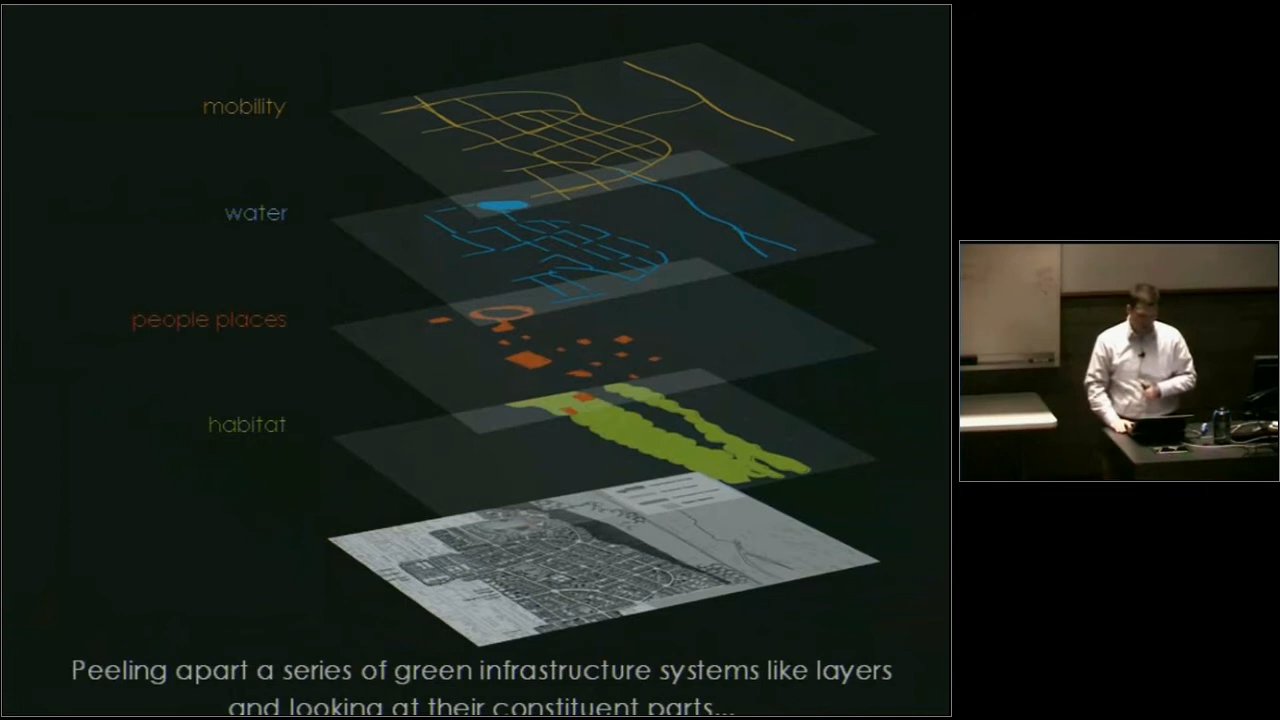 mobility
water
people places
habitat
Peeling apart a series of green infrastructure systems like layers
and looking at their constituent parts...